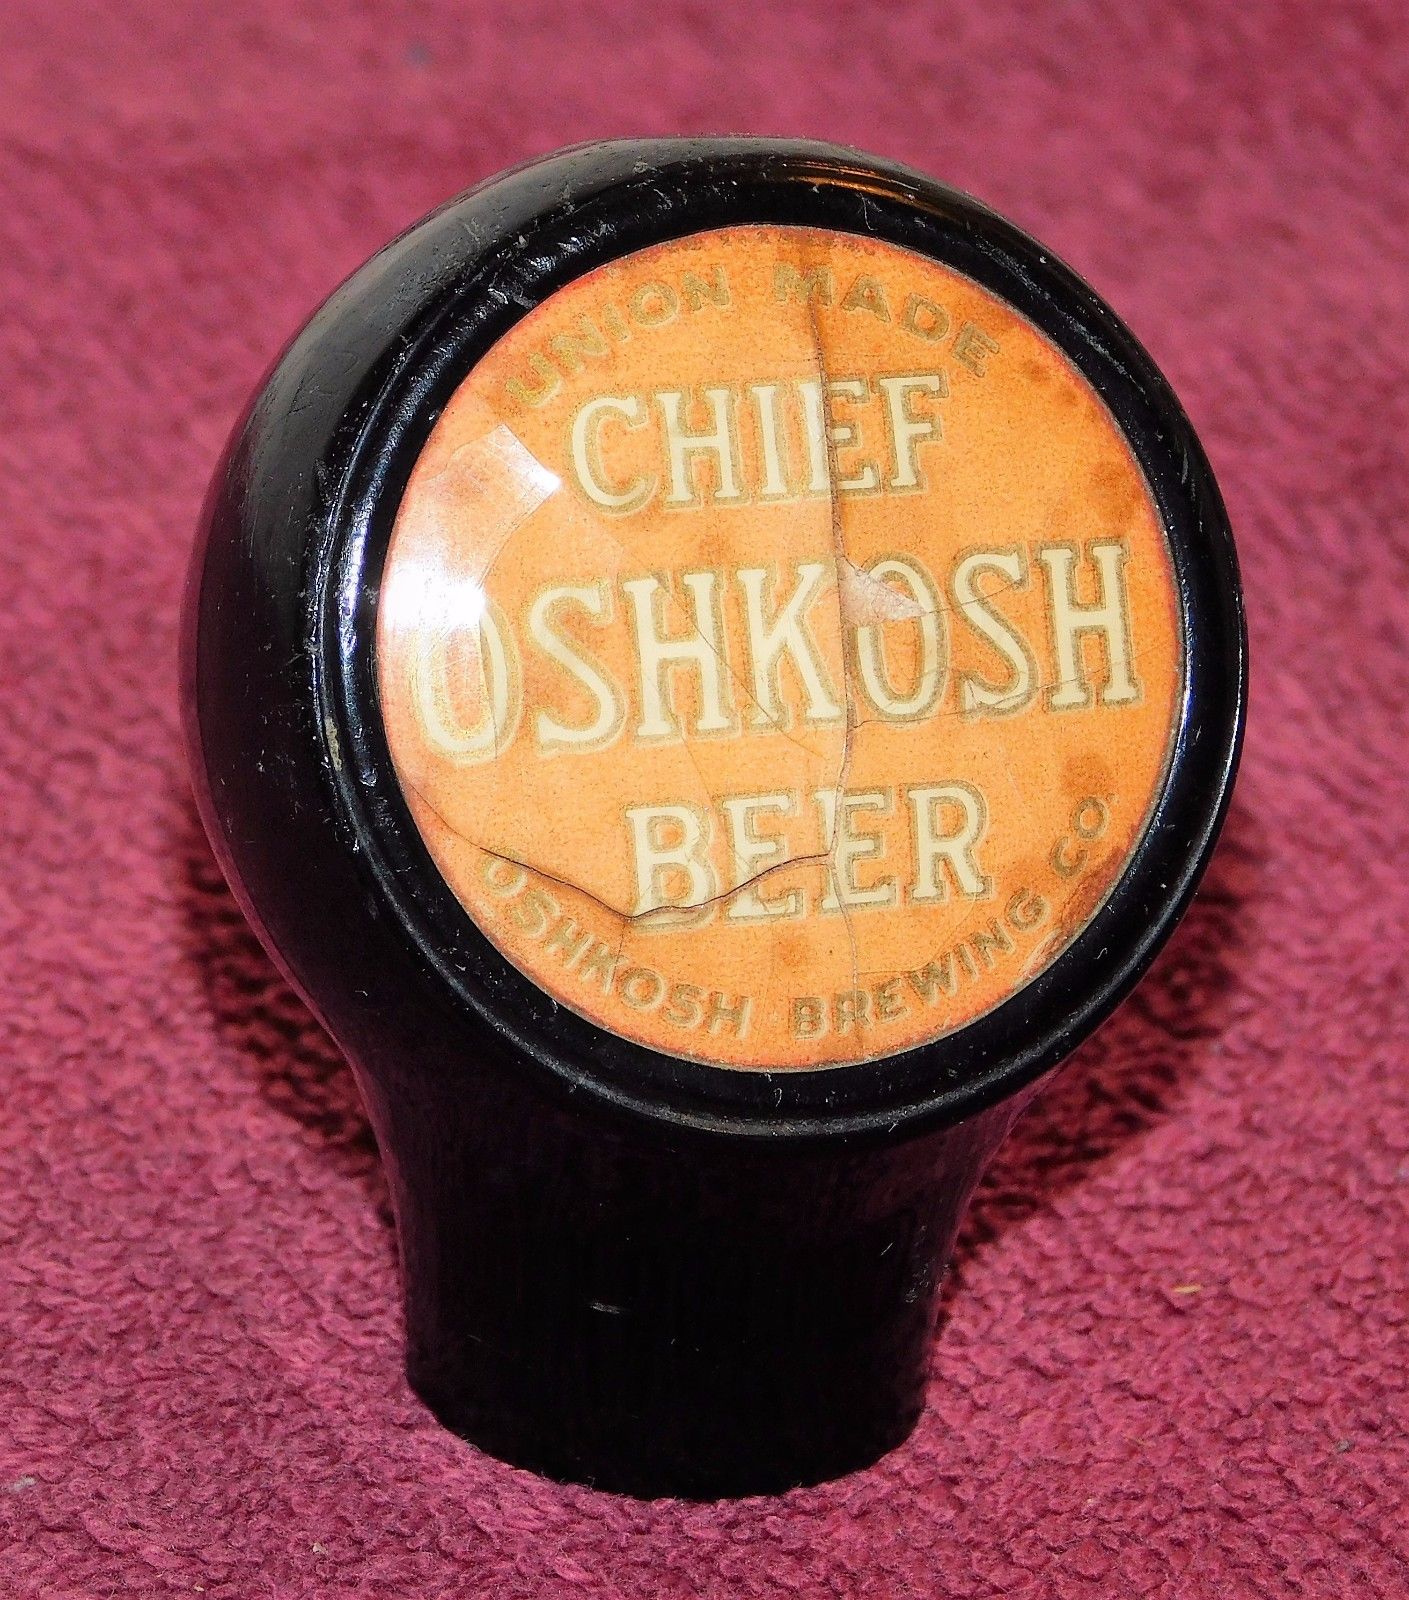 UNION MADE
CHIEF
OSHKOSH
BEER
OSHKOSH BREWING CO.